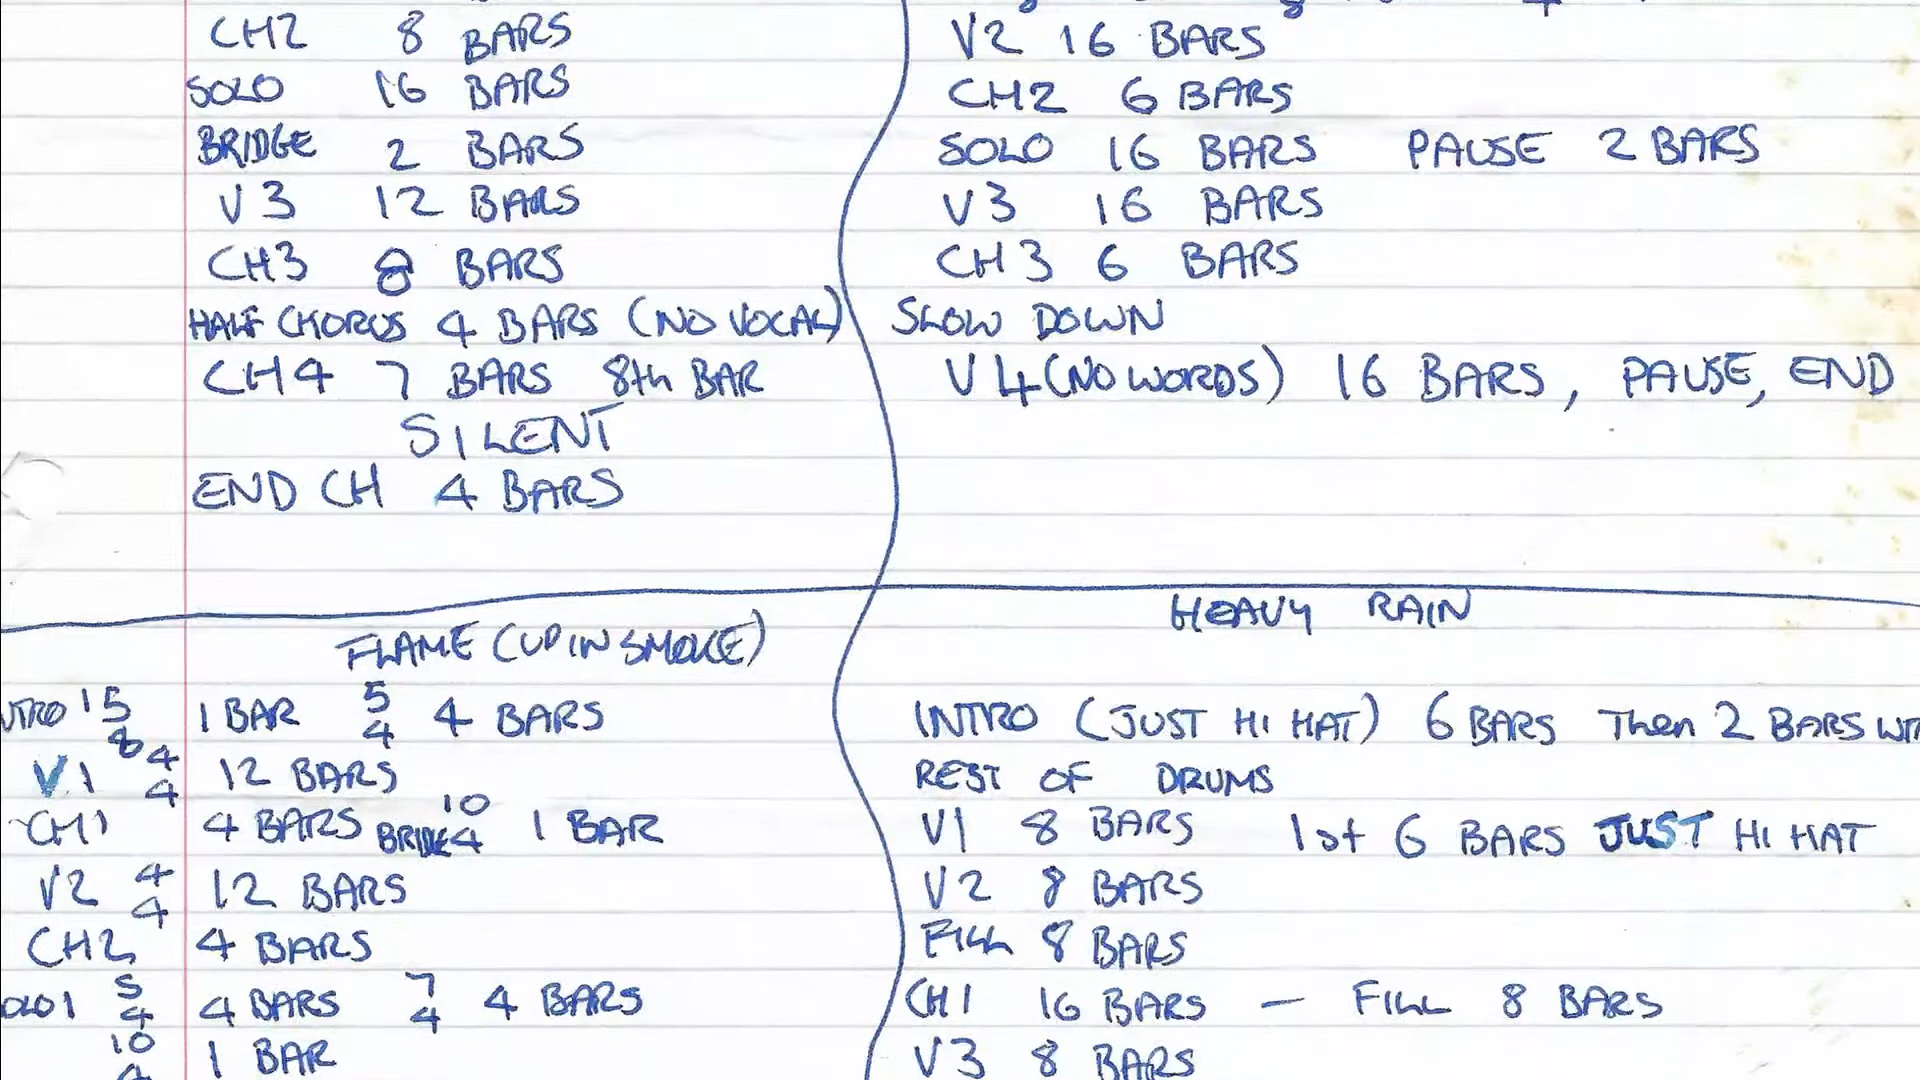 CH2 8 BARS
SOLO 16 BARS
BRIDGE 2 BARS
V3 12 BARS
CH3 8 BARS
HALF CHORUS 4 BARS (NO VOCAL)
CH4 7 BARS 8th BAR
SILENT
END CH 4 BARS
V2 16 BARS
CH2 6 BARS
SOLO 16 BARS PAUSE 2 BARS
V3 16 BARS
CH3 6 BARS
SLOW DOWN
V4 (NO WORDS) 16 BARS, PAUSE, END
FLAME (UP IN SMOKE)
NTRO 15/8 1 BAR 5/4 4 BARS
V1 4/4 12 BARS
CH1 4 BARS BRIDGE 10/4 1 BAR
V2 4/4 12 BARS
CH2 4 BARS
OLO1 5/4 4 BARS 7/4 4 BARS
10/4 1 BAR
HEAVY RAIN
INTRO (JUST HI HAT) 6 BARS Then 2 BARS WIT
REST OF DRUMS
V1 8 BARS 1st 6 BARS JUST HI HAT
V2 8 BARS
FILL 8 BARS
CH1 16 BARS — FILL 8 BARS
V3 8 BARS